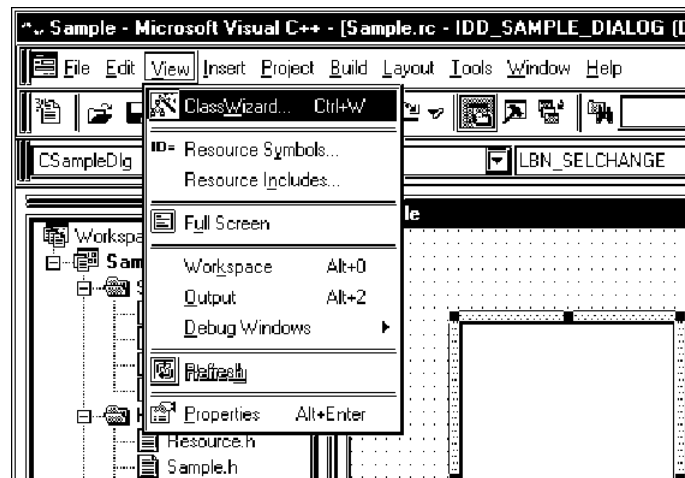 Sample - Microsoft Visual C++ - [Sample.rc - IDD_SAMPLE_DIALOG (D
File Edit View Insert Project Build Layout Tools Window Help
ClassWizard... Ctrl+W
CSampleDlg
LBN_SELCHANGE
ID= Resource Symbols...
Resource Includes...
Full Screen
le
Workspa
Sam
Workspace Alt+0
Output Alt+2
Debug Windows
Refresh
Properties Alt+Enter
Resource.h
Sample.h